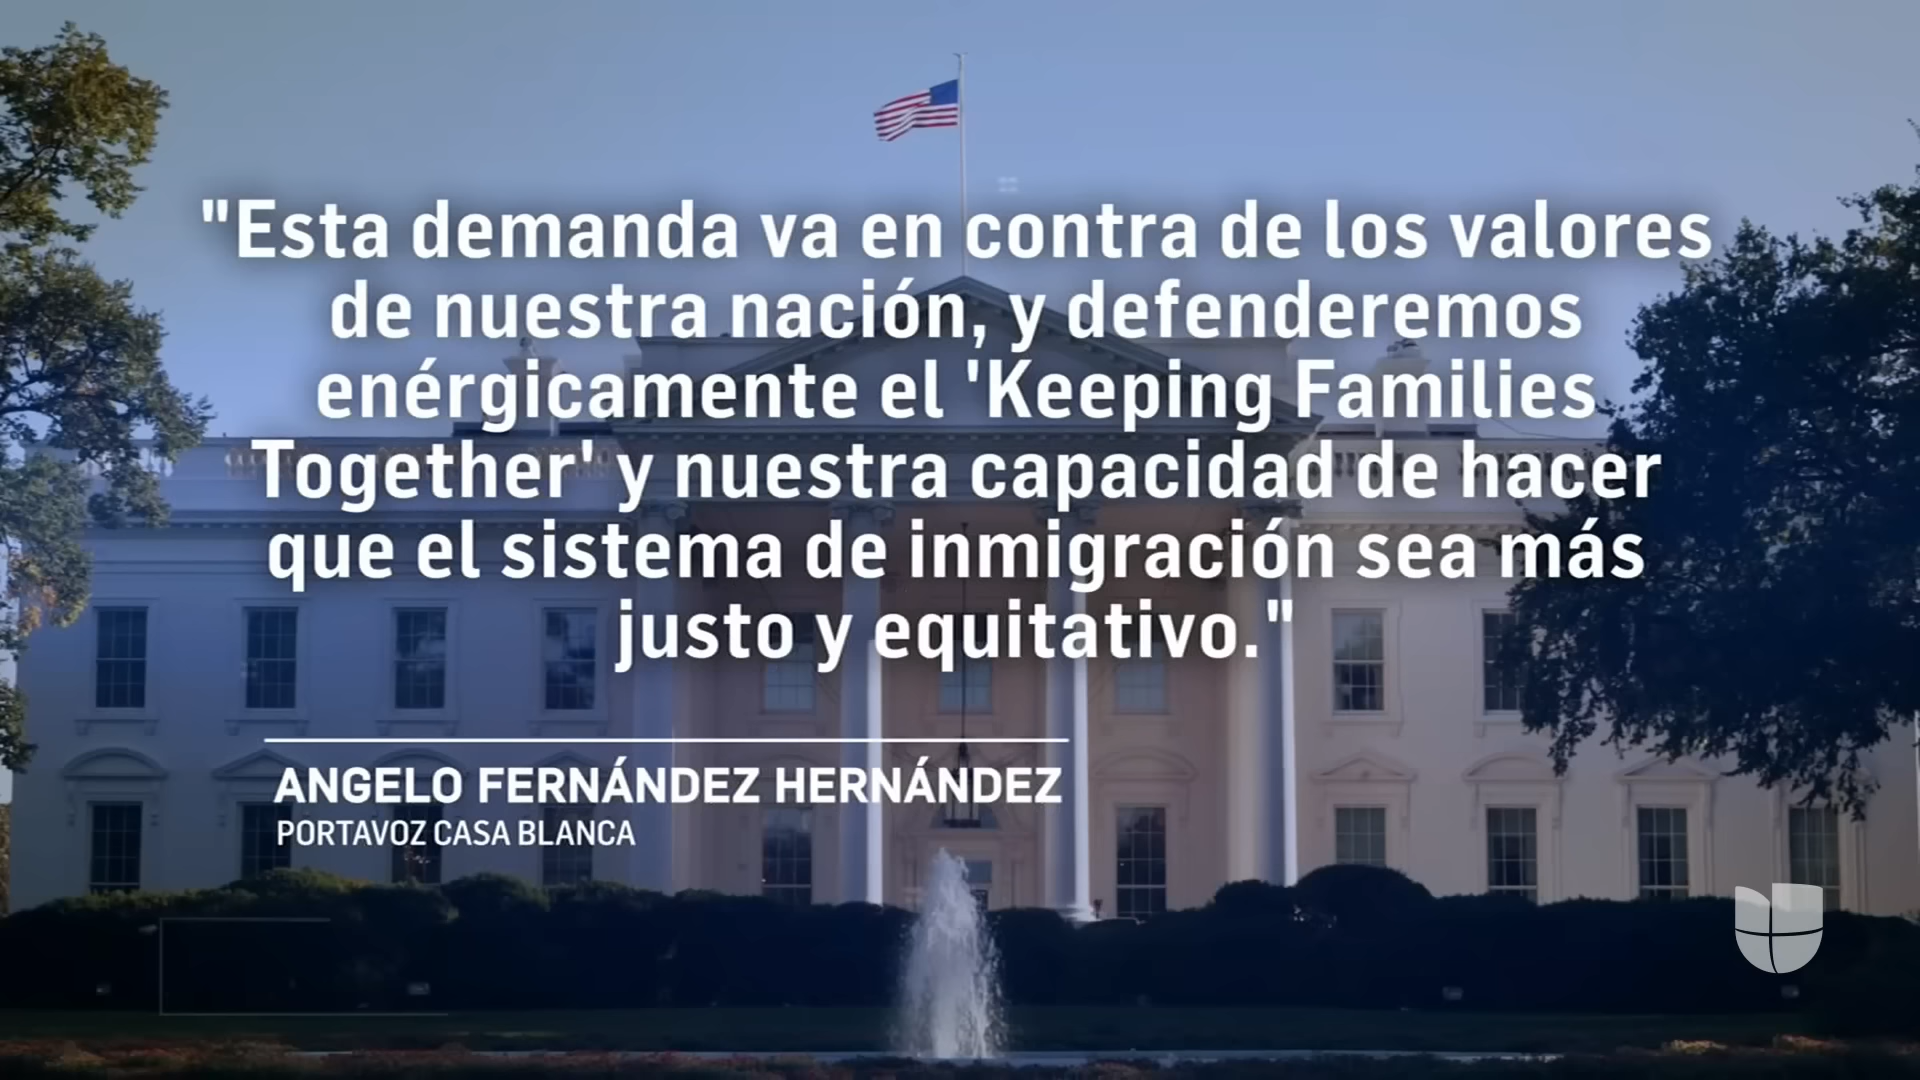 "Esta demanda va en contra de los valores
de nuestra nación, y defenderemos
enérgicamente el 'Keeping Families
Together' y nuestra capacidad de hacer
que el sistema de inmigración sea más
justo y equitativo."
ANGELO FERNÁNDEZ HERNÁNDEZ
PORTAVOZ CASA BLANCA